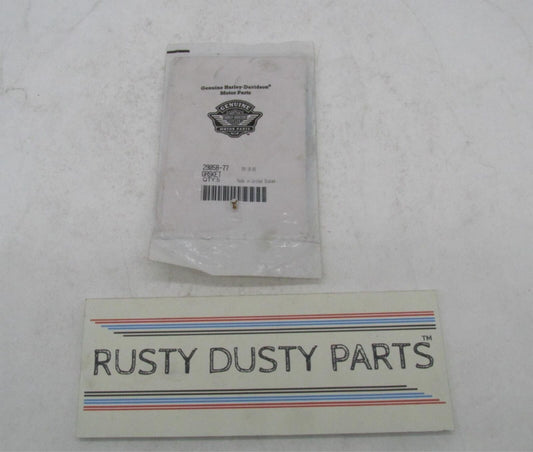 Genuine Harley-Davidson®
Motor Parts
GENUINE
MOTOR PARTS
29058-77
GASKET
QTY 5
Made in United States
RUSTY DUSTY PARTS™